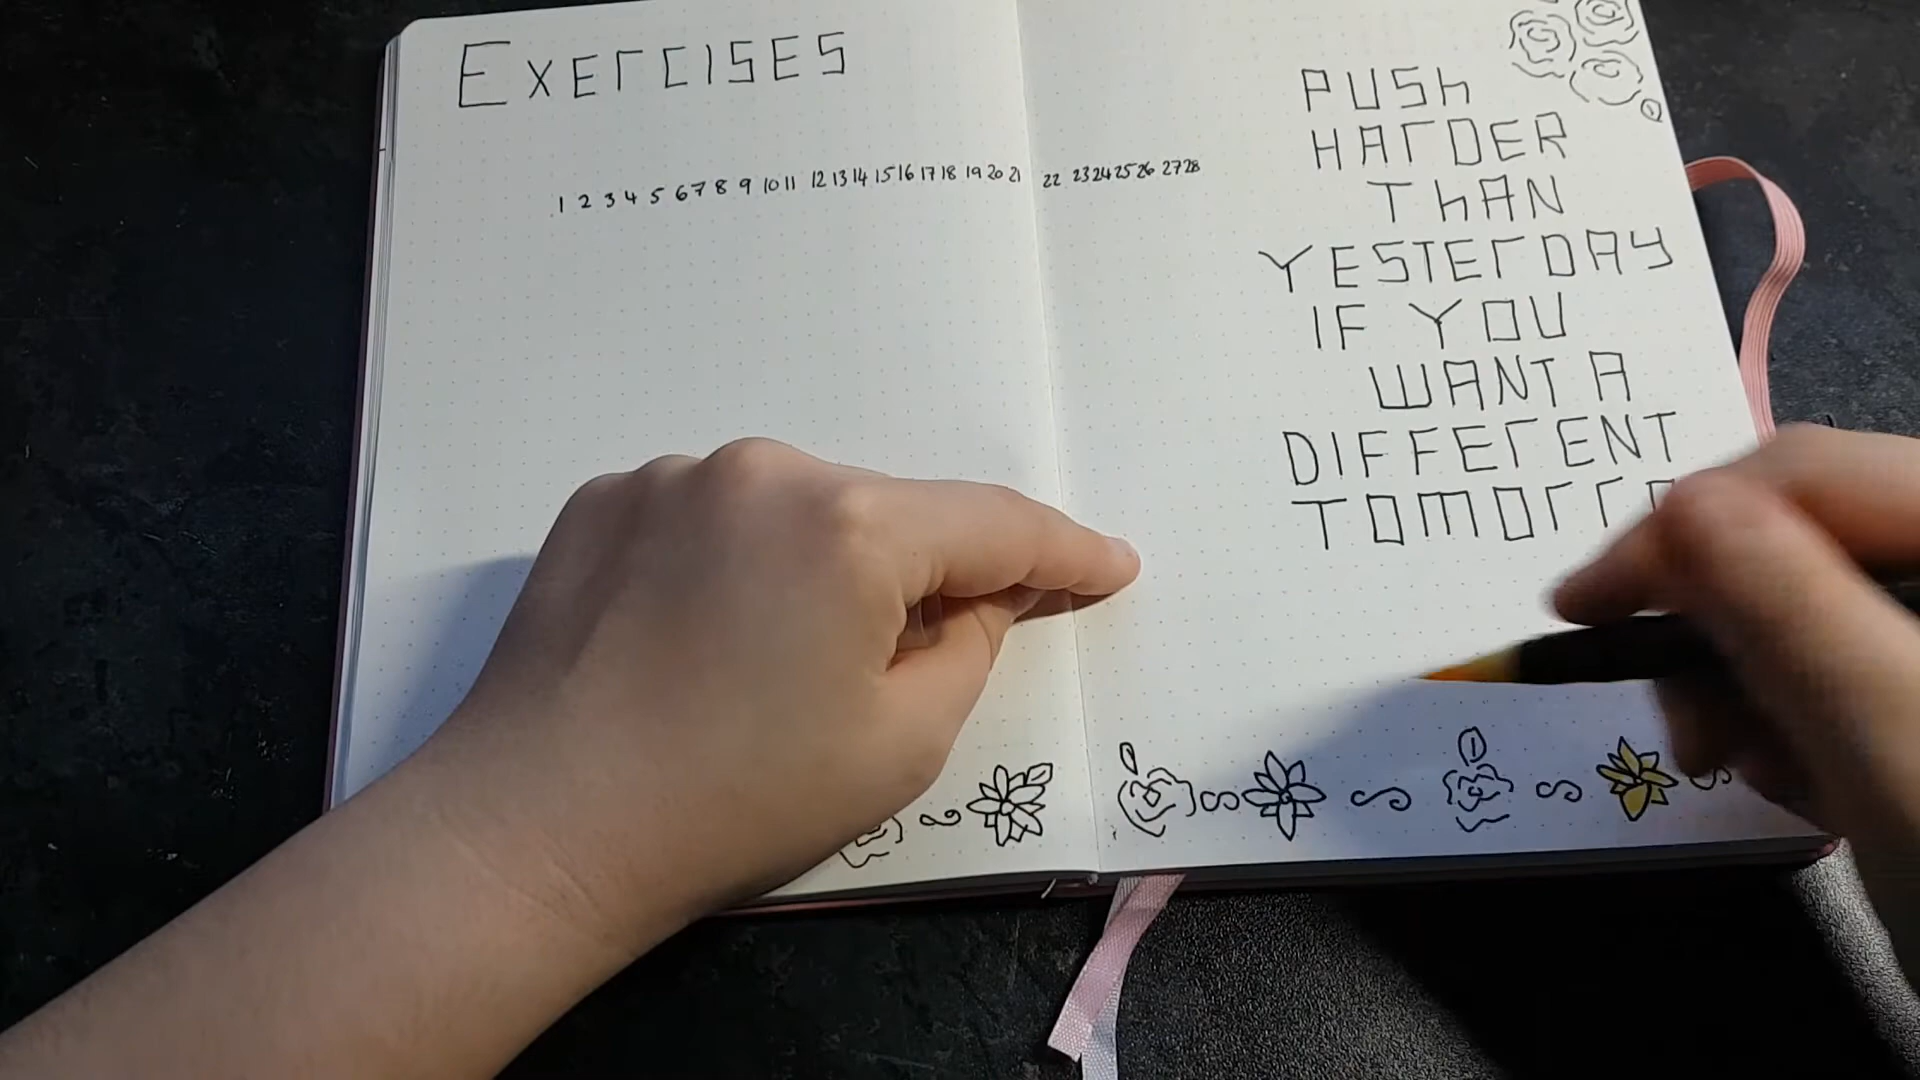 Exercises
1 2 3 4 5 6 7 8 9 10 11 12 13 14 15 16 17 18 19 20 21 22 23 24 25 26 27 28
PUSh
HArDER
ThAN
YESTErDAY
IF YOU
WANT A
DIFFErENT